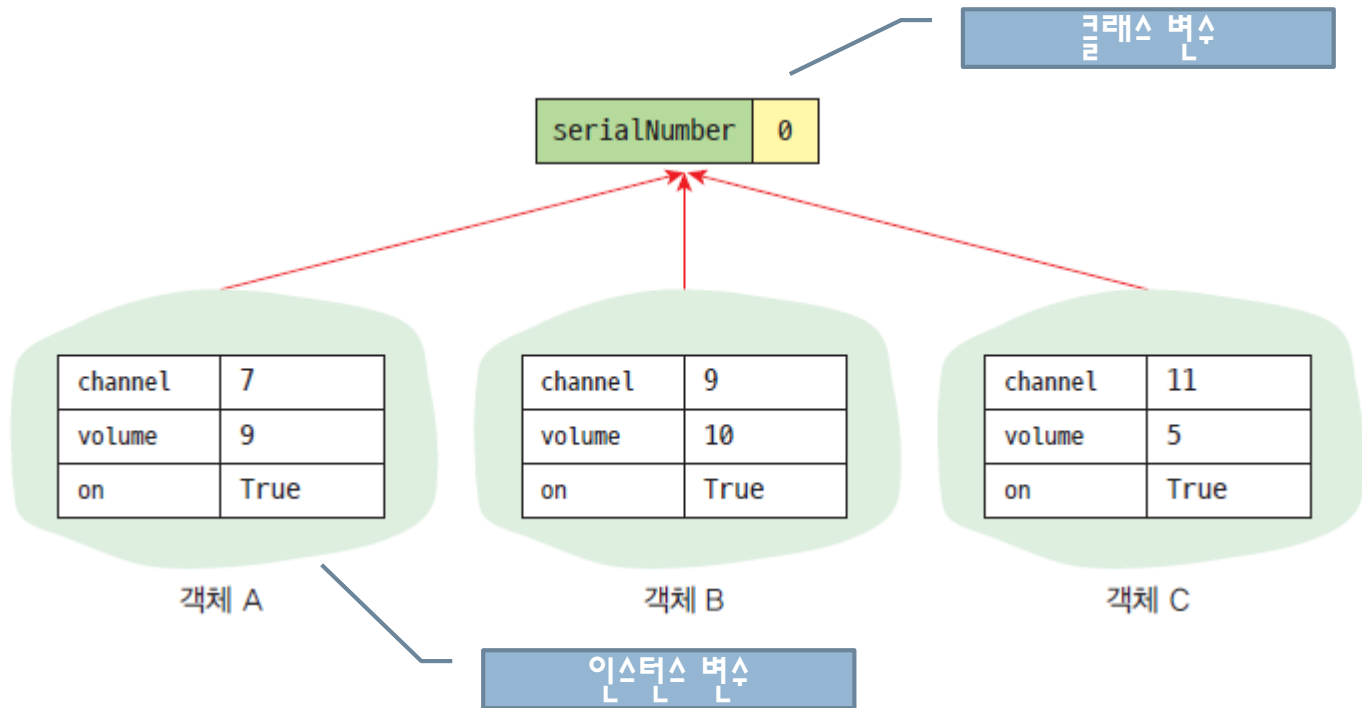 클래스 변수
serialNumber 0
channel 7
volume 9
on True
객체 A
channel 9
volume 10
on True
객체 B
channel 11
volume 5
on True
객체 C
인스턴스 변수